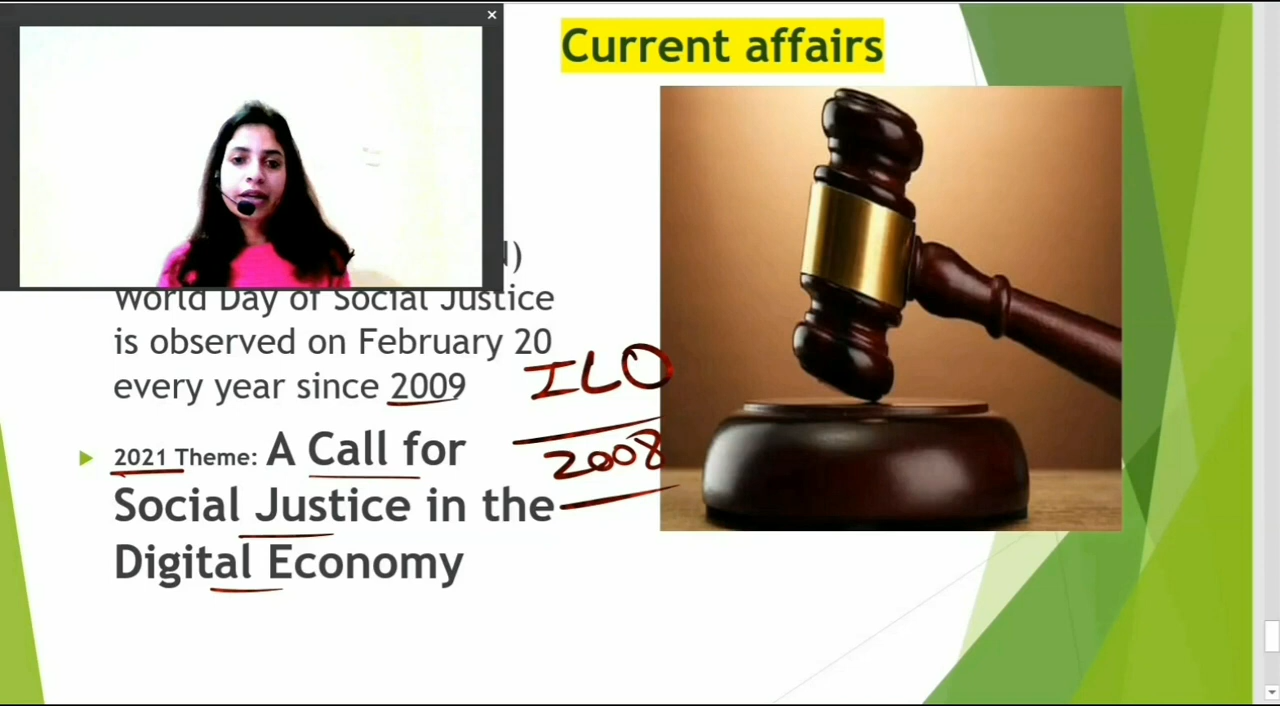 Current affairs
World Day of Social Justice
is observed on February 20
every year since 2009
ILO
2008
2021 Theme: A Call for
Social Justice in the
Digital Economy